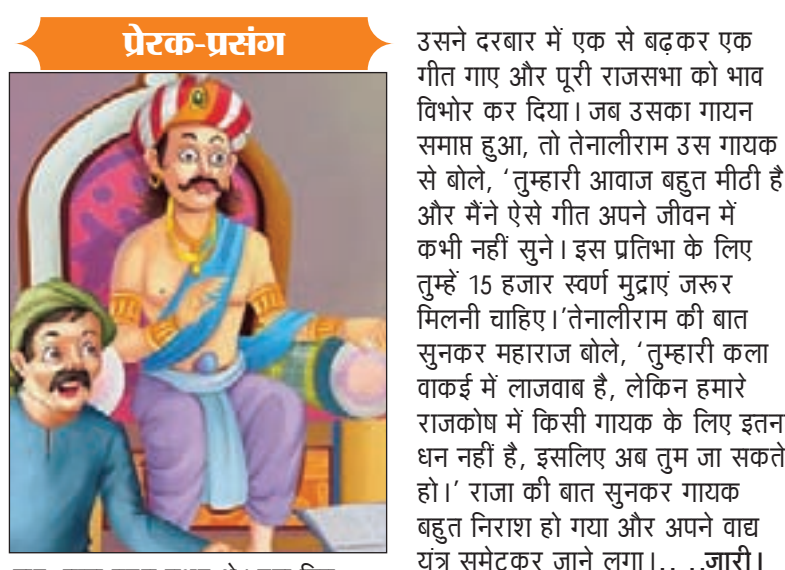 प्रेरक-प्रसंग
उसने दरबार में एक से बढ़कर एक
गीत गाए और पूरी राजसभा को भाव
विभोर कर दिया। जब उसका गायन
समाप्त हुआ, तो तेनालीराम उस गायक
से बोले, ‘तुम्हारी आवाज बहुत मीठी है
और मैंने ऐसे गीत अपने जीवन में
कभी नहीं सुने। इस प्रतिभा के लिए
तुम्हें 15 हजार स्वर्ण मुद्राएं जरूर
मिलनी चाहिए।’तेनालीराम की बात
सुनकर महाराज बोले, ‘तुम्हारी कला
वाकई में लाजवाब है, लेकिन हमारे
राजकोष में किसी गायक के लिए इतन
धन नहीं है, इसलिए अब तुम जा सकते
हो।’ राजा की बात सुनकर गायक
बहुत निराश हो गया और अपने वाद्य
यंत्र समेटकर जाने लगा।.. ..जारी।